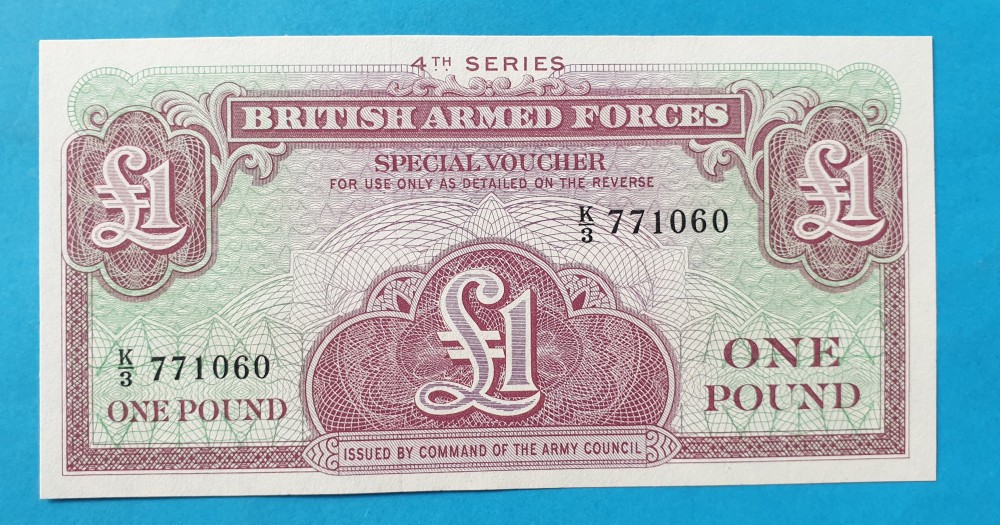 4TH SERIES
BRITISH ARMED FORCES
£1
£1
SPECIAL VOUCHER
FOR USE ONLY AS DETAILED ON THE REVERSE
K/3 771060
£1
K/3 771060
ONE POUND
ONE
POUND
ISSUED BY COMMAND OF THE ARMY COUNCIL